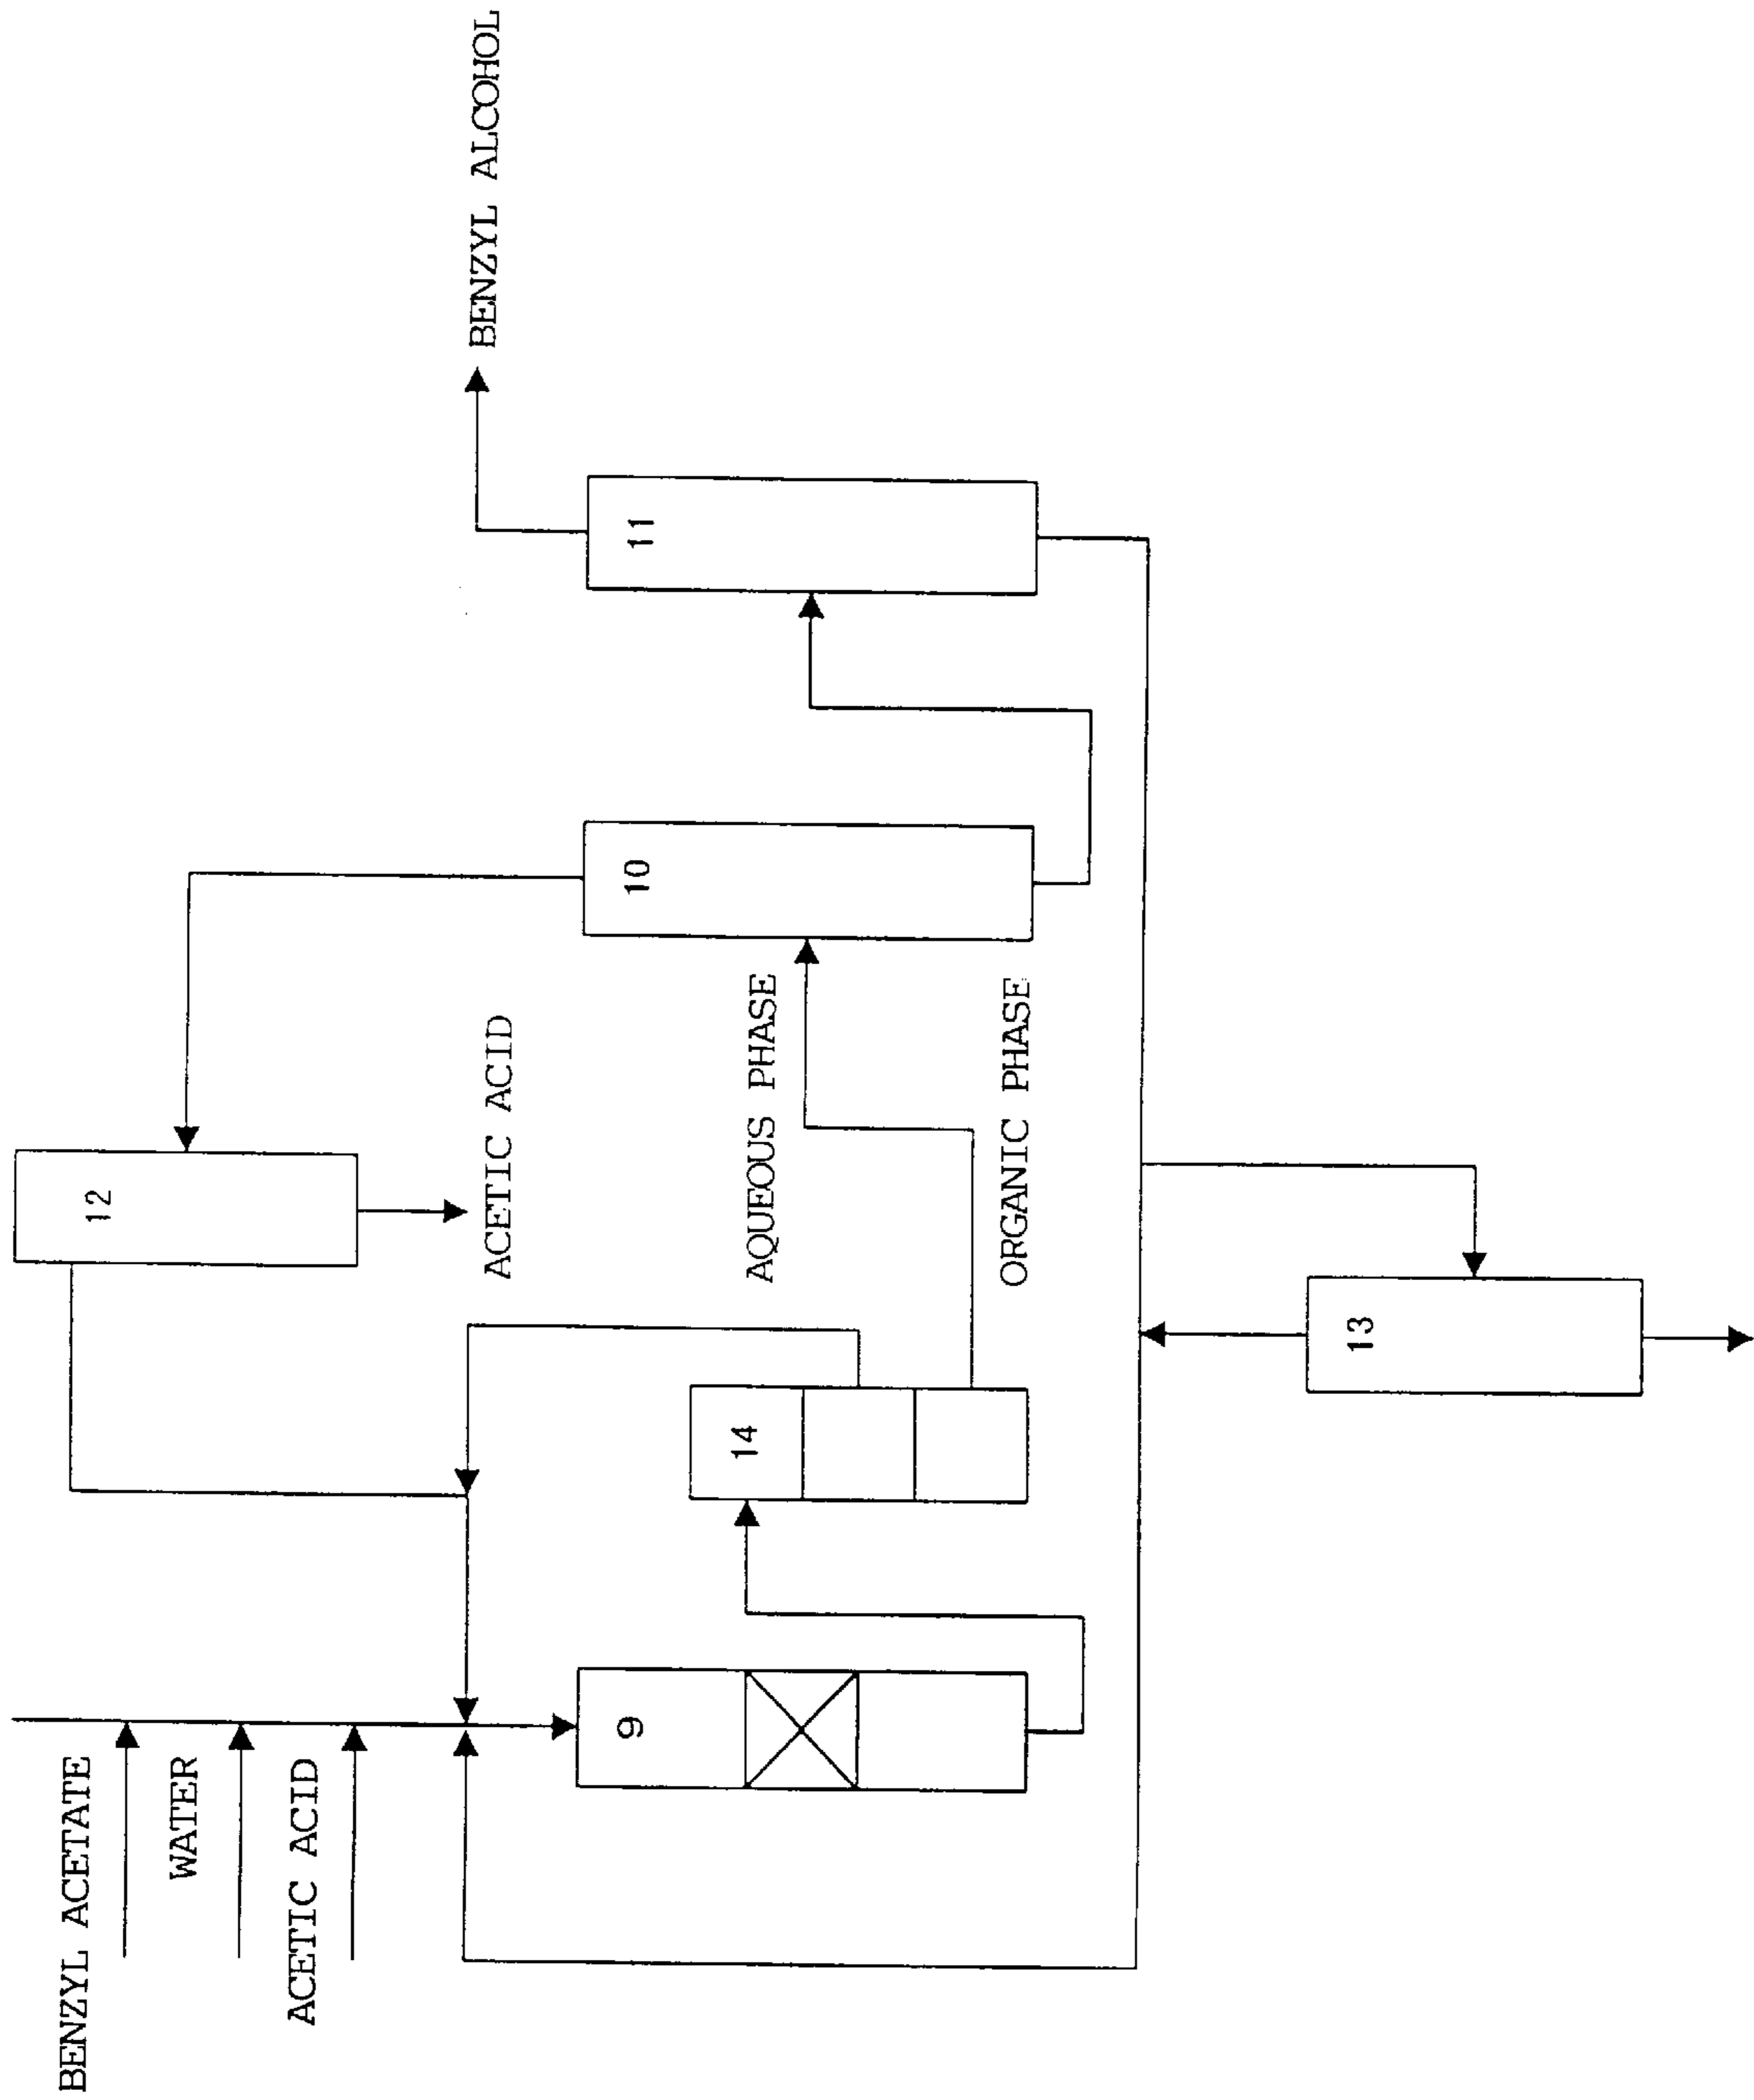 BENZYL ACETATE
WATER
ACETIC ACID
9
14
12
ACETIC ACID
AQUEOUS PHASE
ORGANIC PHASE
10
11
13
BENZYL ALCOHOL